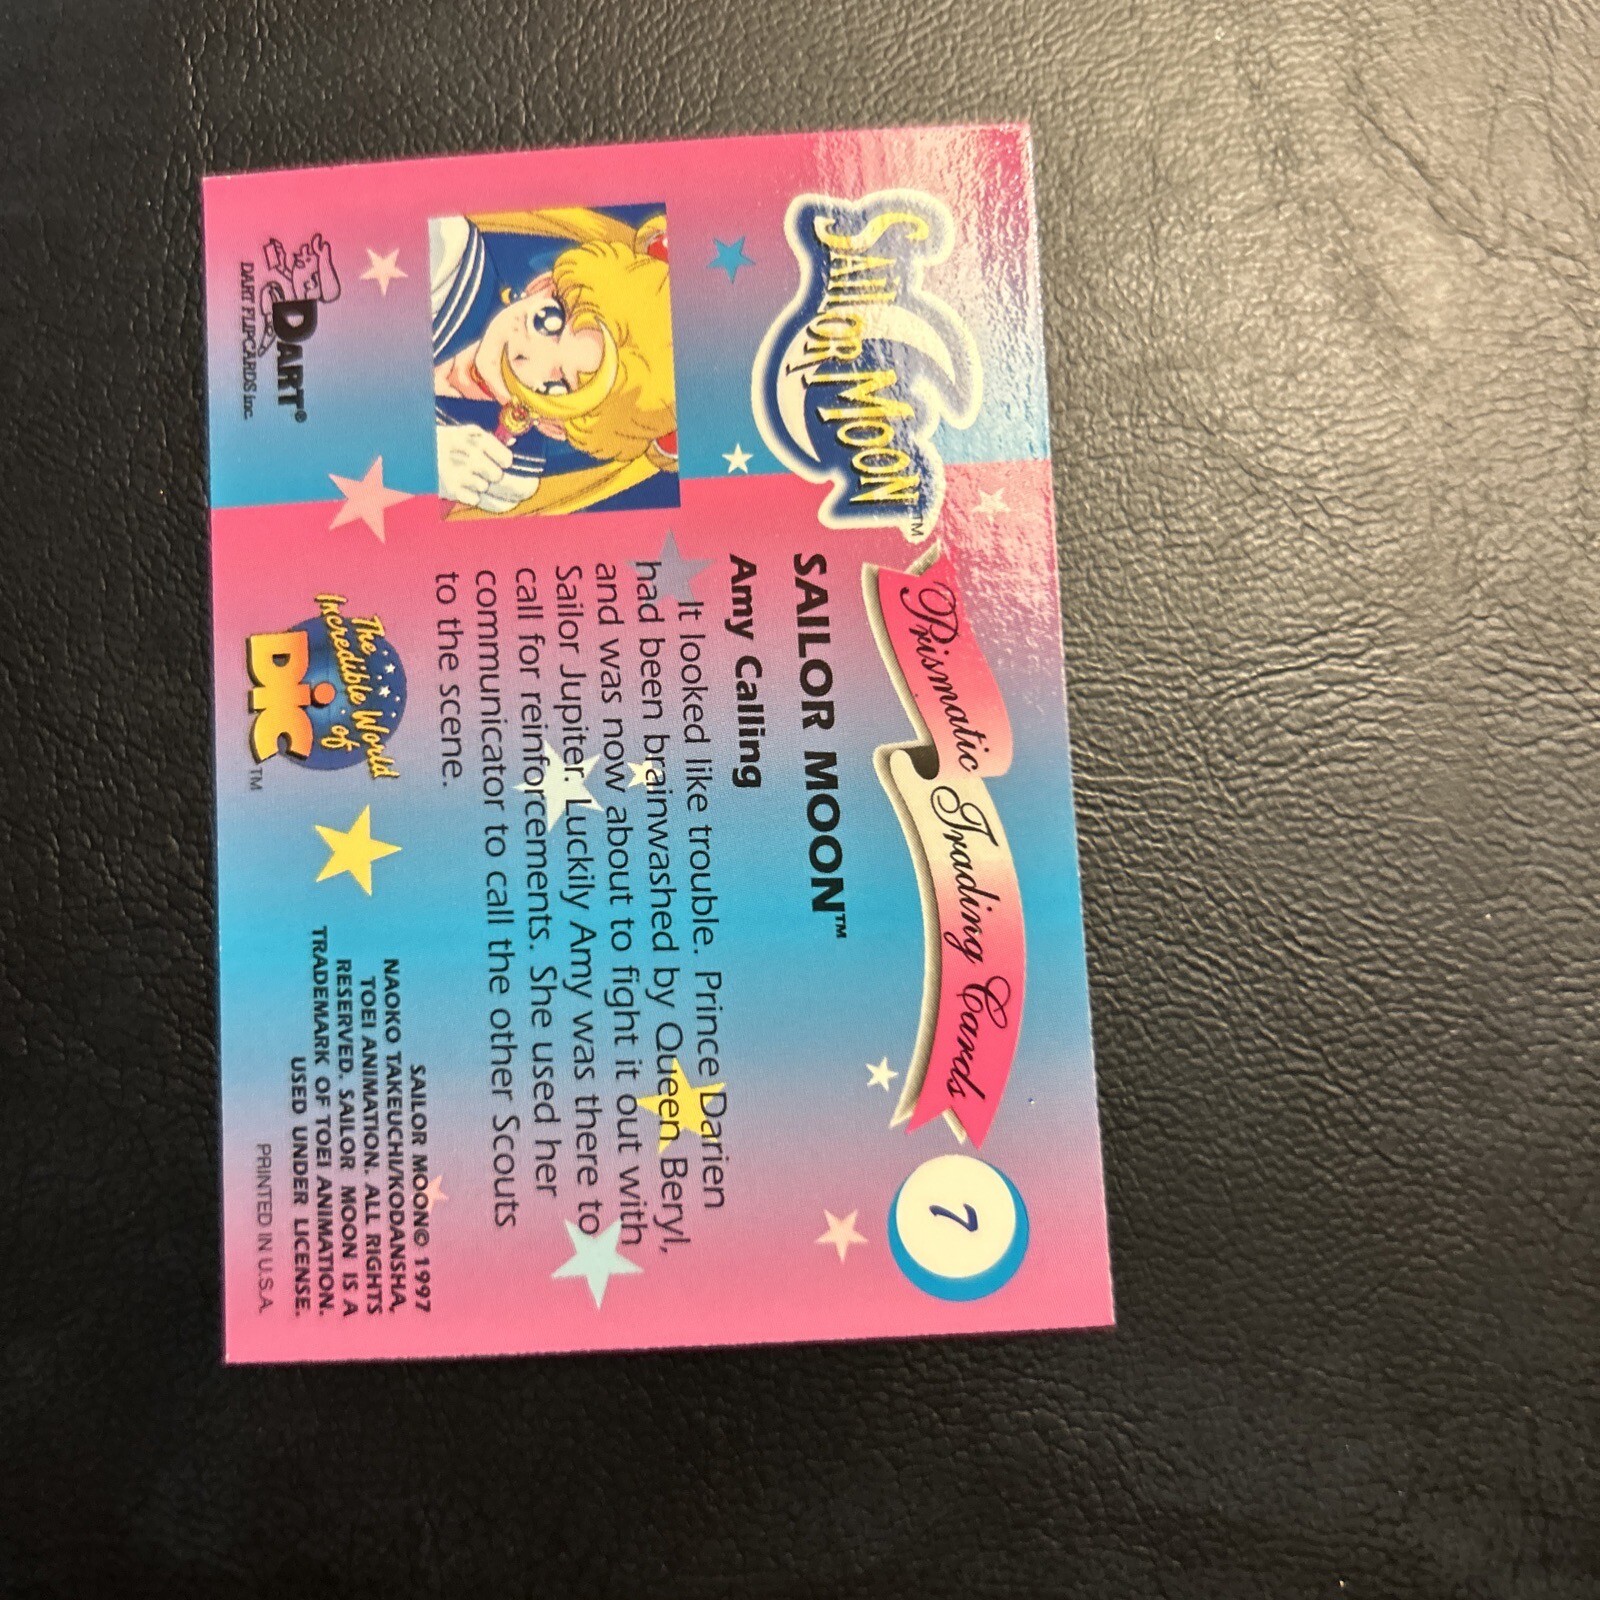 SAILOR MOON™
Prismatic Trading Cards
7
SAILOR MOON™
Amy Calling
It looked like trouble. Prince Darien
had been brainwashed by Queen Beryl,
and was now about to fight it out with
Sailor Jupiter. Luckily Amy was there to
call for reinforcements. She used her
communicator to call the other Scouts
to the scene.
DART®
DART FLIPCARDS inc.
The
Incredible World
of
DiC™
SAILOR MOON© 1997
NAOKO TAKEUCHI/KODANSHA,
TOEI ANIMATION. ALL RIGHTS
RESERVED. SAILOR MOON IS A
TRADEMARK OF TOEI ANIMATION.
USED UNDER LICENSE.
PRINTED IN U.S.A.